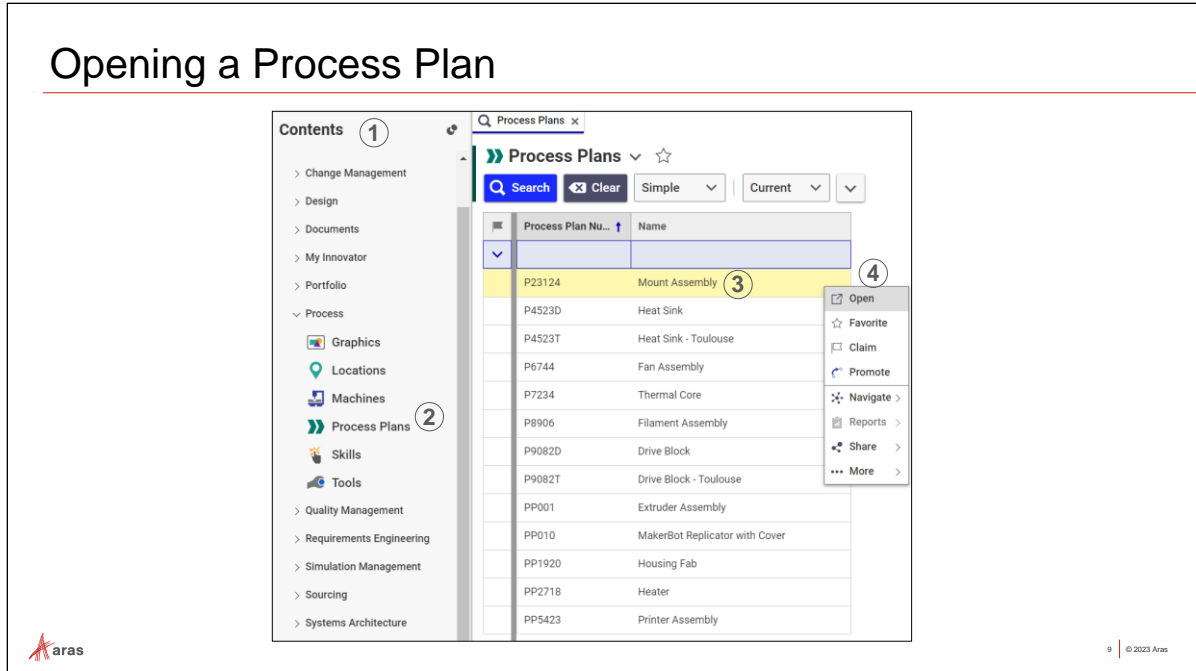 Opening a Process Plan
Contents
1
Change Management
Design
Documents
My Innovator
Portfolio
Process
Graphics
Locations
Machines
Process Plans
2
Skills
Tools
Quality Management
Requirements Engineering
Simulation Management
Sourcing
Systems Architecture
Process Plans x
Process Plans
Search Clear Simple Current
Process Plan Nu... Name
P23124 Mount Assembly 3
P4523D Heat Sink
P4523T Heat Sink - Toulouse
P6744 Fan Assembly
P7234 Thermal Core
P8906 Filament Assembly
P9082D Drive Block
P9082T Drive Block - Toulouse
PP001 Extruder Assembly
PP010 MakerBot Replicator with Cover
PP1920 Housing Fab
PP2718 Heater
PP5423 Printer Assembly
4
Open
Favorite
Claim
Promote
Navigate
Reports
Share
More
aras
9 © 2023 Aras